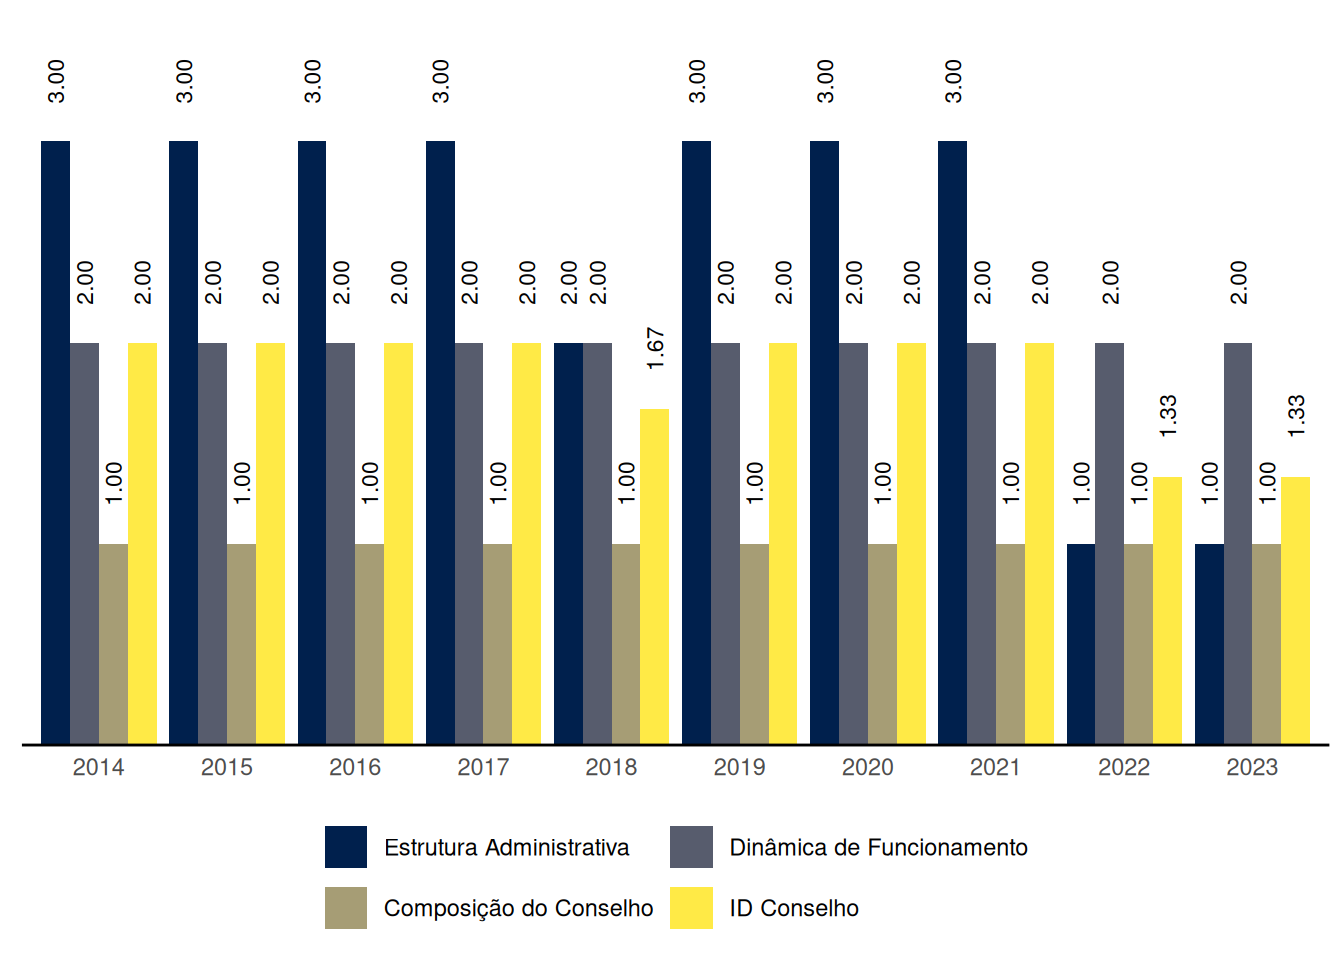 3.00 3.00 3.00 3.00 3.00 3.00 3.00
2.00 2.00 2.00 2.00 2.00 2.00 2.00 2.00 2.00 2.00 2.00 2.00 2.00 2.00 2.00 2.00 2.00 2.00
1.67
1.33 1.33
1.00 1.00 1.00 1.00 1.00 1.00 1.00 1.00 1.00 1.00 1.00 1.00
2014 2015 2016 2017 2018 2019 2020 2021 2022 2023
Estrutura Administrativa Dinâmica de Funcionamento
Composição do Conselho ID Conselho